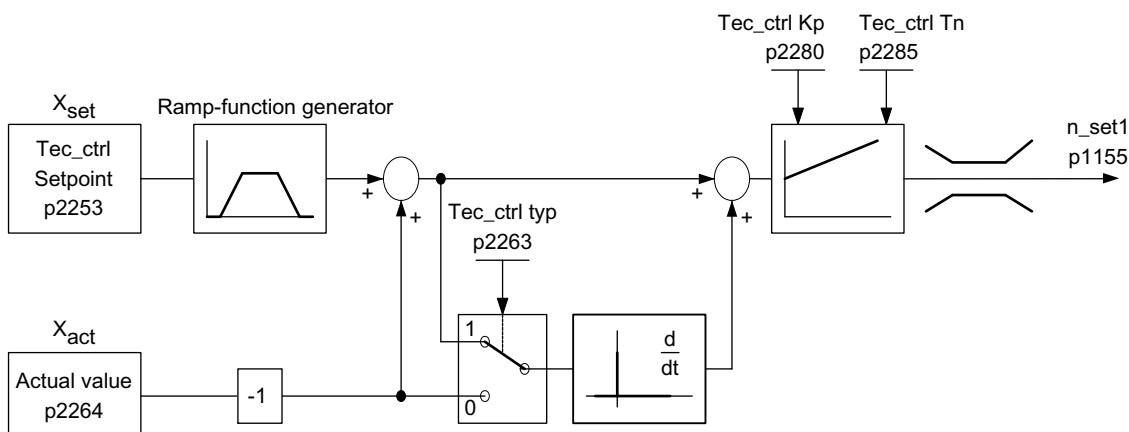 Tec_ctrl Kp
p2280
Tec_ctrl Tn
p2285
Xset
Tec_ctrl
Setpoint
p2253
Ramp-function generator
+
+
Tec_ctrl typ
p2263
+
+
n_set1
p1155
Xact
Actual value
p2264
-1
1
0
d
dt